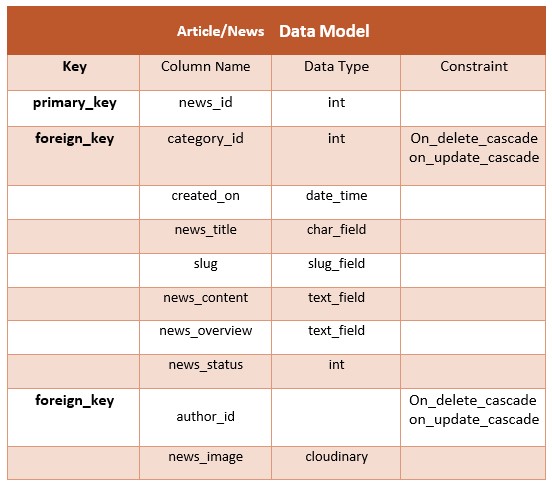 Article/News Data Model
Key Column Name Data Type Constraint
primary_key news_id int
foreign_key category_id int On_delete_cascade
on_update_cascade
created_on date_time
news_title char_field
slug slug_field
news_content text_field
news_overview text_field
news_status int
foreign_key author_id On_delete_cascade
on_update_cascade
news_image cloudinary